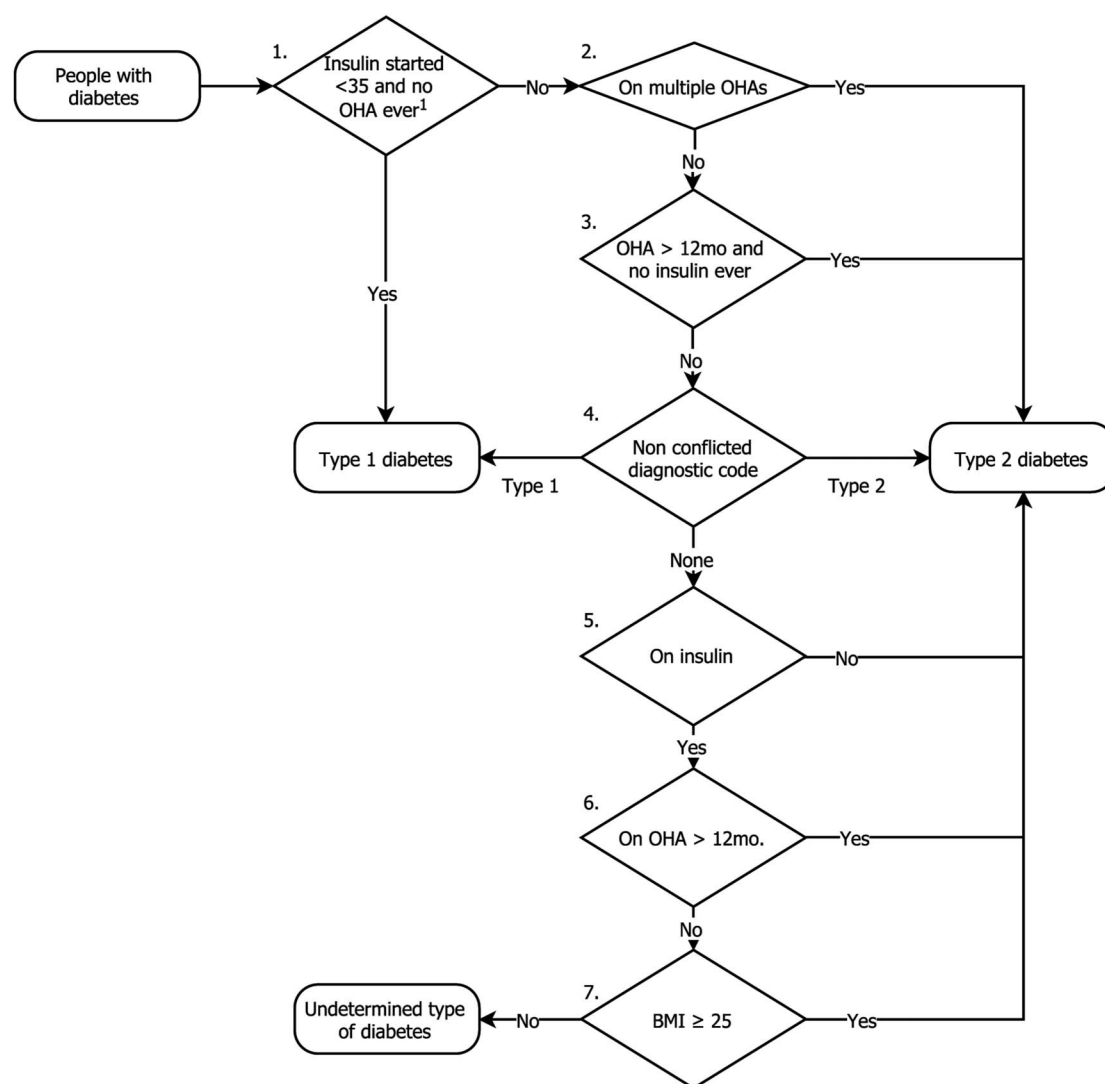 People with
diabetes
1.
Insulin started
<35 and no
OHA ever1
No
2.
On multiple OHAs
Yes
No
3.
OHA > 12mo and
no insulin ever
Yes
Yes
No
4.
Non conflicted
diagnostic code
Type 1 diabetes
Type 1
Type 2
Type 2 diabetes
None
5.
On insulin
No
Yes
6.
On OHA > 12mo.
Yes
No
7.
BMI ≥ 25
Undetermined type
of diabetes
No
Yes